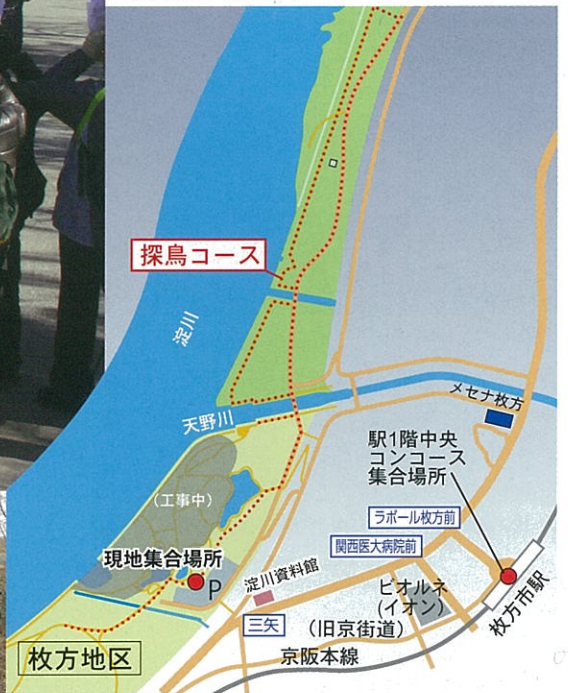 探鳥コース
淀川
天野川
メセナ枚方
駅1階中央
コンコース
集合場所
(工事中)
ラポール枚方前
関西医大病院前
現地集合場所
P
淀川資料館
ビオルネ
(イオン)
枚方市駅
三矢
(旧京街道)
京阪本線
枚方地区